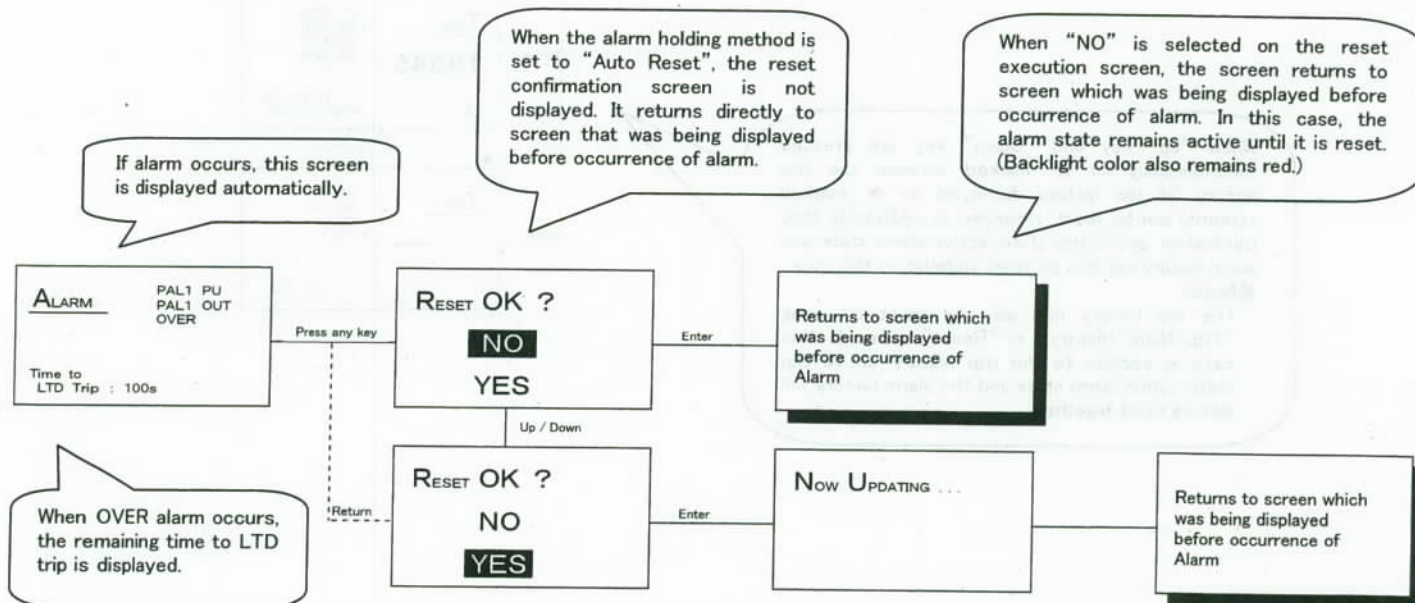 If alarm occurs, this screen
is displayed automatically.
When the alarm holding method is
set to "Auto Reset", the reset
confirmation screen is not
displayed. It returns directly to
screen that was being displayed
before occurrence of alarm.
When "NO" is selected on the reset
execution screen, the screen returns to
screen which was being displayed before
occurrence of alarm. In this case, the
alarm state remains active until it is reset.
(Backlight color also remains red.)
ALARM
PAL1 PU
PAL1 OUT
OVER
Time to
LTD Trip : 100s
Press any key
RESET OK ?
NO
YES
Enter
Returns to screen which
was being displayed
before occurrence of
Alarm
Up / Down
When OVER alarm occurs,
the remaining time to LTD
trip is displayed.
Return
RESET OK ?
NO
YES
Enter
NOW UPDATING ...
Returns to screen which
was being displayed
before occurrence of
Alarm